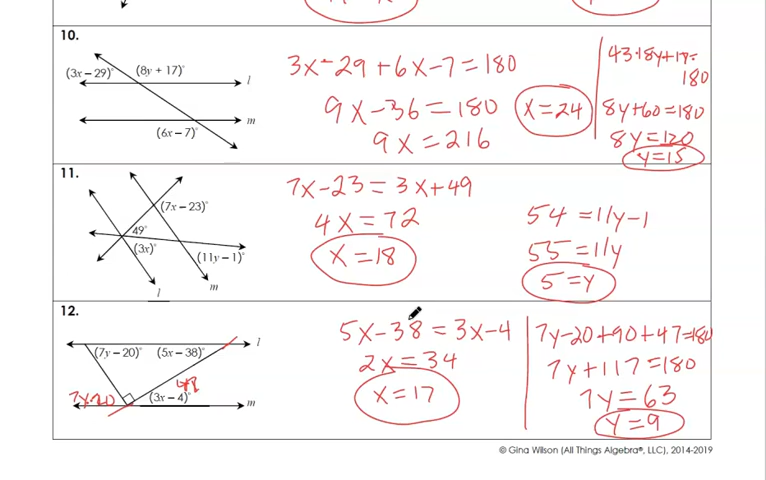 10.
(3x – 29)°
(8y + 17)°
l
m
(6x – 7)°
3x - 29 + 6x - 7 = 180
9x - 36 = 180
9x = 216
x = 24
180
8y + 60 = 180
8y = 120
y = 15
11.
(7x – 23)°
49°
(3x)°
(11y – 1)°
l
m
7x - 23 = 3x + 49
4x = 72
x = 18
54 = 11y - 1
55 = 11y
5 = y
12.
(7y – 20)°
(5x – 38)°
l
7y-20
47
(3x – 4)°
m
5x - 38 = 3x - 4
2x = 34
x = 17
7y - 20 + 90 + 47 = 180
7y + 117 = 180
7y = 63
y = 9
© Gina Wilson (All Things Algebra®, LLC), 2014-2019